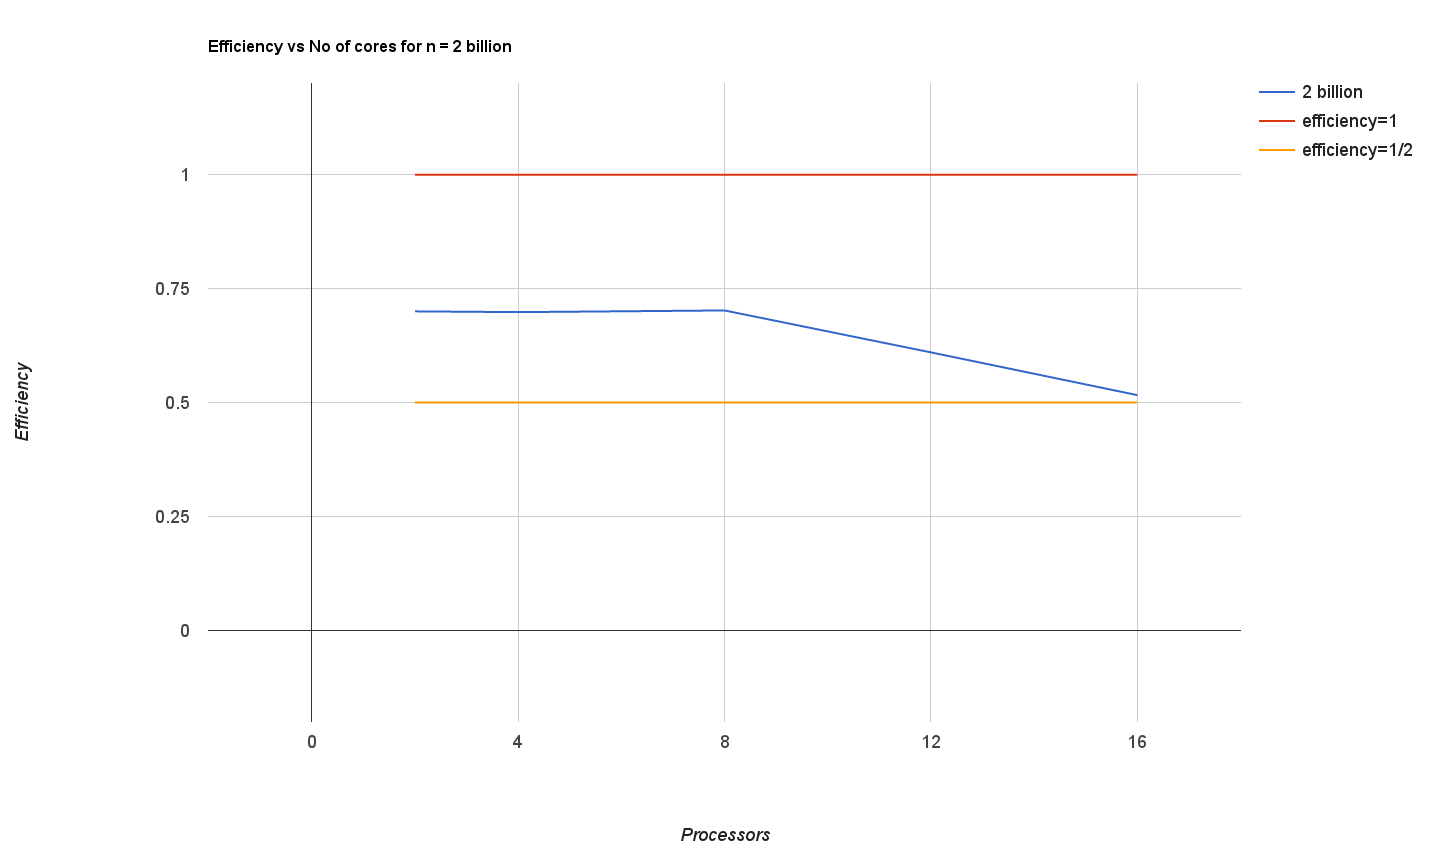 Efficiency vs No of cores for n = 2 billion
2 billion
efficiency=1
efficiency=1/2
1
0.75
0.5
0.25
0
Efficiency
0 4 8 12 16
Processors